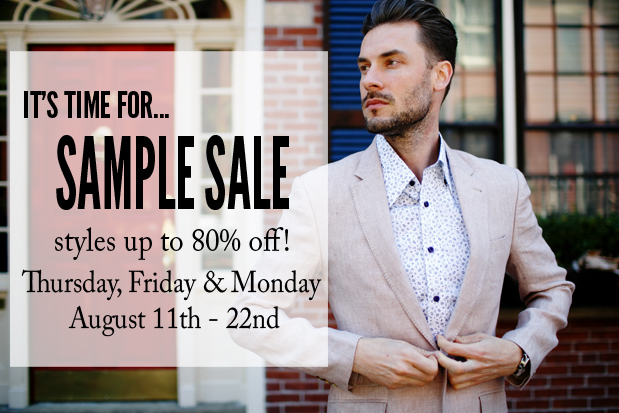 IT'S TIME FOR...
SAMPLE SALE
styles up to 80% off!
Thursday, Friday & Monday
August 11th - 22nd